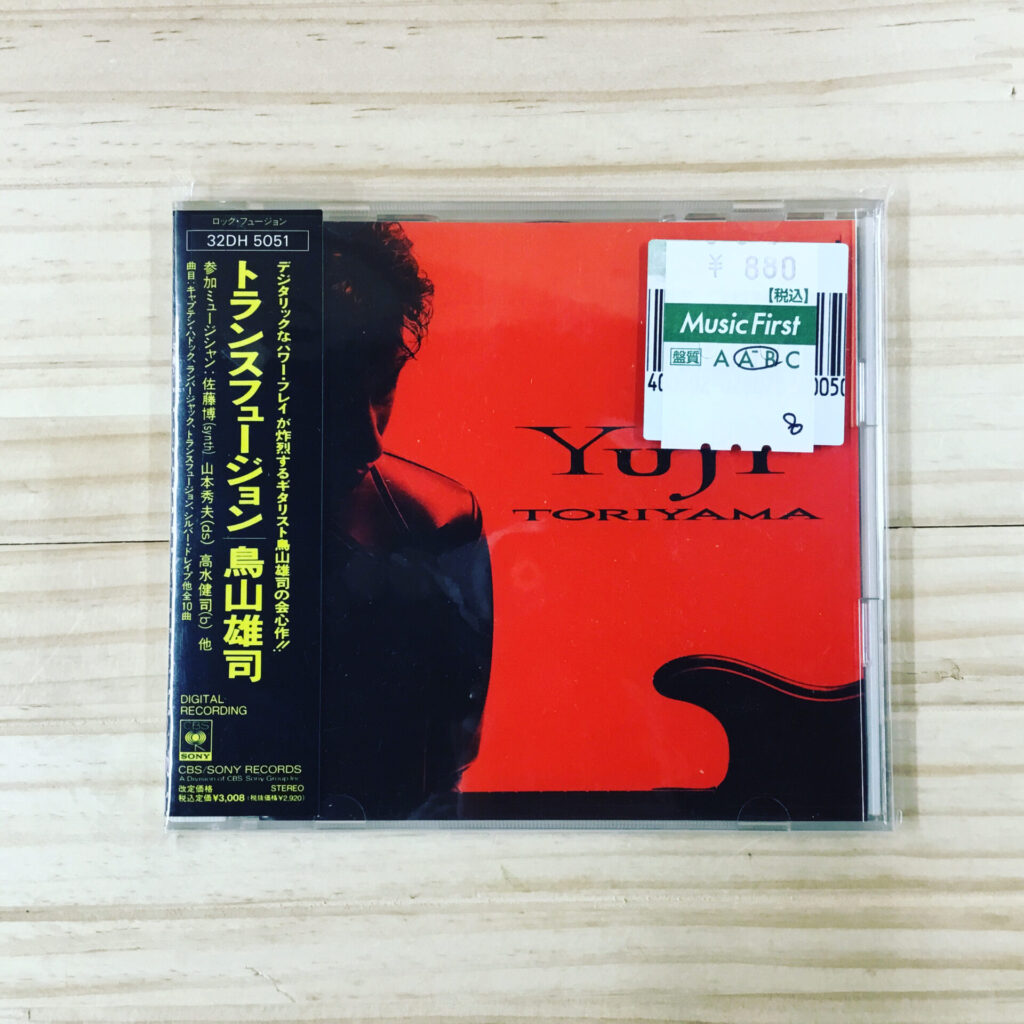 ロック・フュージョン
32DH 5051
デジタリックなパワー・プレイが炸烈するギタリスト鳥山雄司の会心作!!
トランスフュージョン|鳥山雄司
参加ミュージシャン:佐藤博(synth) 山本秀夫(ds) 高水健司(b) 他
曲目:キャプテン・ハドック、ランバージャック、トランスフュージョン、シルバー・ドレイプ他全10曲
DIGITAL
RECORDING
CBS
SONY
CBS/SONY RECORDS
A Division of CBS Sony Group Inc.
改定価格 STEREO
税込定価¥3,008(税抜価格¥2,920)
¥ 880
【税込】
Music First
盤質 A A⁻ B C
8
YUJI
TORIYAMA